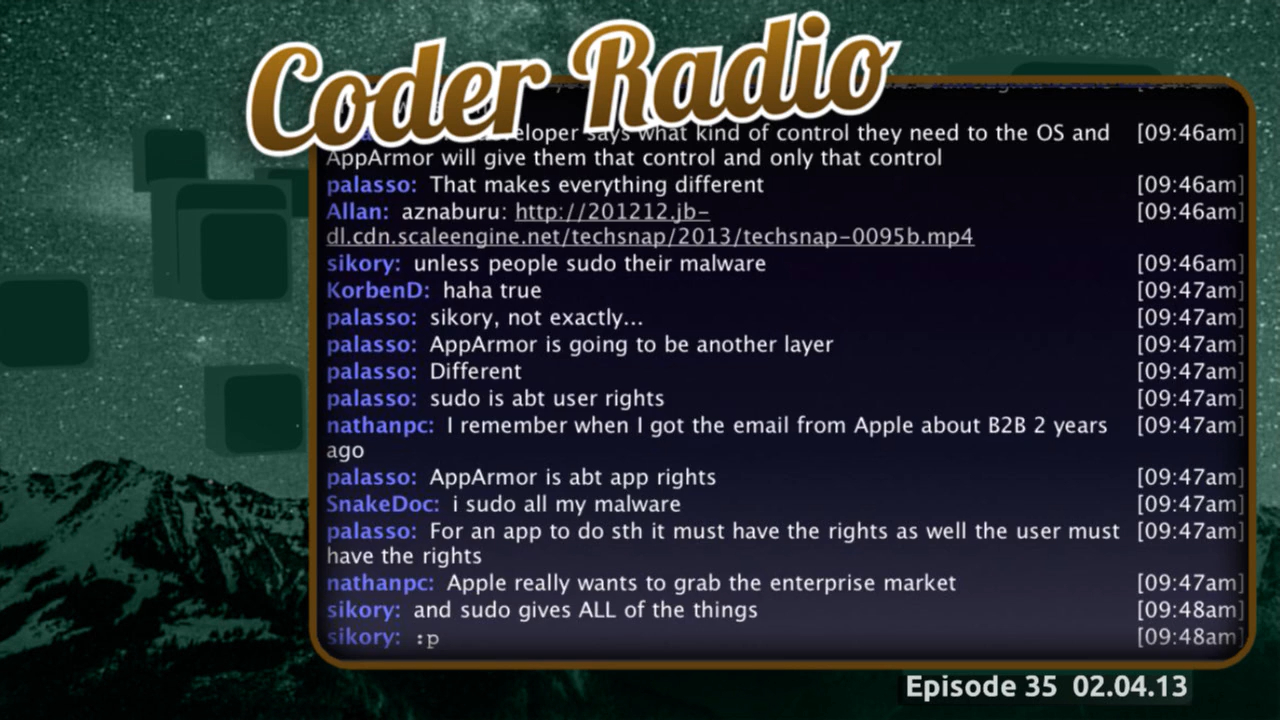 Coder Radio
says what kind of control they need to the OS and [09:46am]
AppArmor will give them that control and only that control
palasso: That makes everything different [09:46am]
Allan: aznaburu: http://201212.jb- [09:46am]
dl.cdn.scaleengine.net/techsnap/2013/techsnap-0095b.mp4
sikory: unless people sudo their malware [09:46am]
KorbenD: haha true [09:47am]
palasso: sikory, not exactly... [09:47am]
palasso: AppArmor is going to be another layer [09:47am]
palasso: Different [09:47am]
palasso: sudo is abt user rights [09:47am]
nathanpc: I remember when I got the email from Apple about B2B 2 years [09:47am]
ago
palasso: AppArmor is abt app rights [09:47am]
SnakeDoc: i sudo all my malware [09:47am]
palasso: For an app to do sth it must have the rights as well the user must [09:47am]
have the rights
nathanpc: Apple really wants to grab the enterprise market [09:47am]
sikory: and sudo gives ALL of the things [09:48am]
sikory: :p [09:48am]
Episode 35 02.04.13